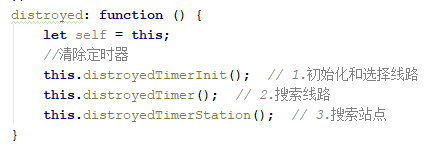 distroyed: function () {
let self = this;
//清除定时器
this.distroyedTimerInit();  // 1.初始化和选择线路
this.distroyedTimer();  // 2.搜索线路
this.distroyedTimerStation();  // 3.搜索站点
}